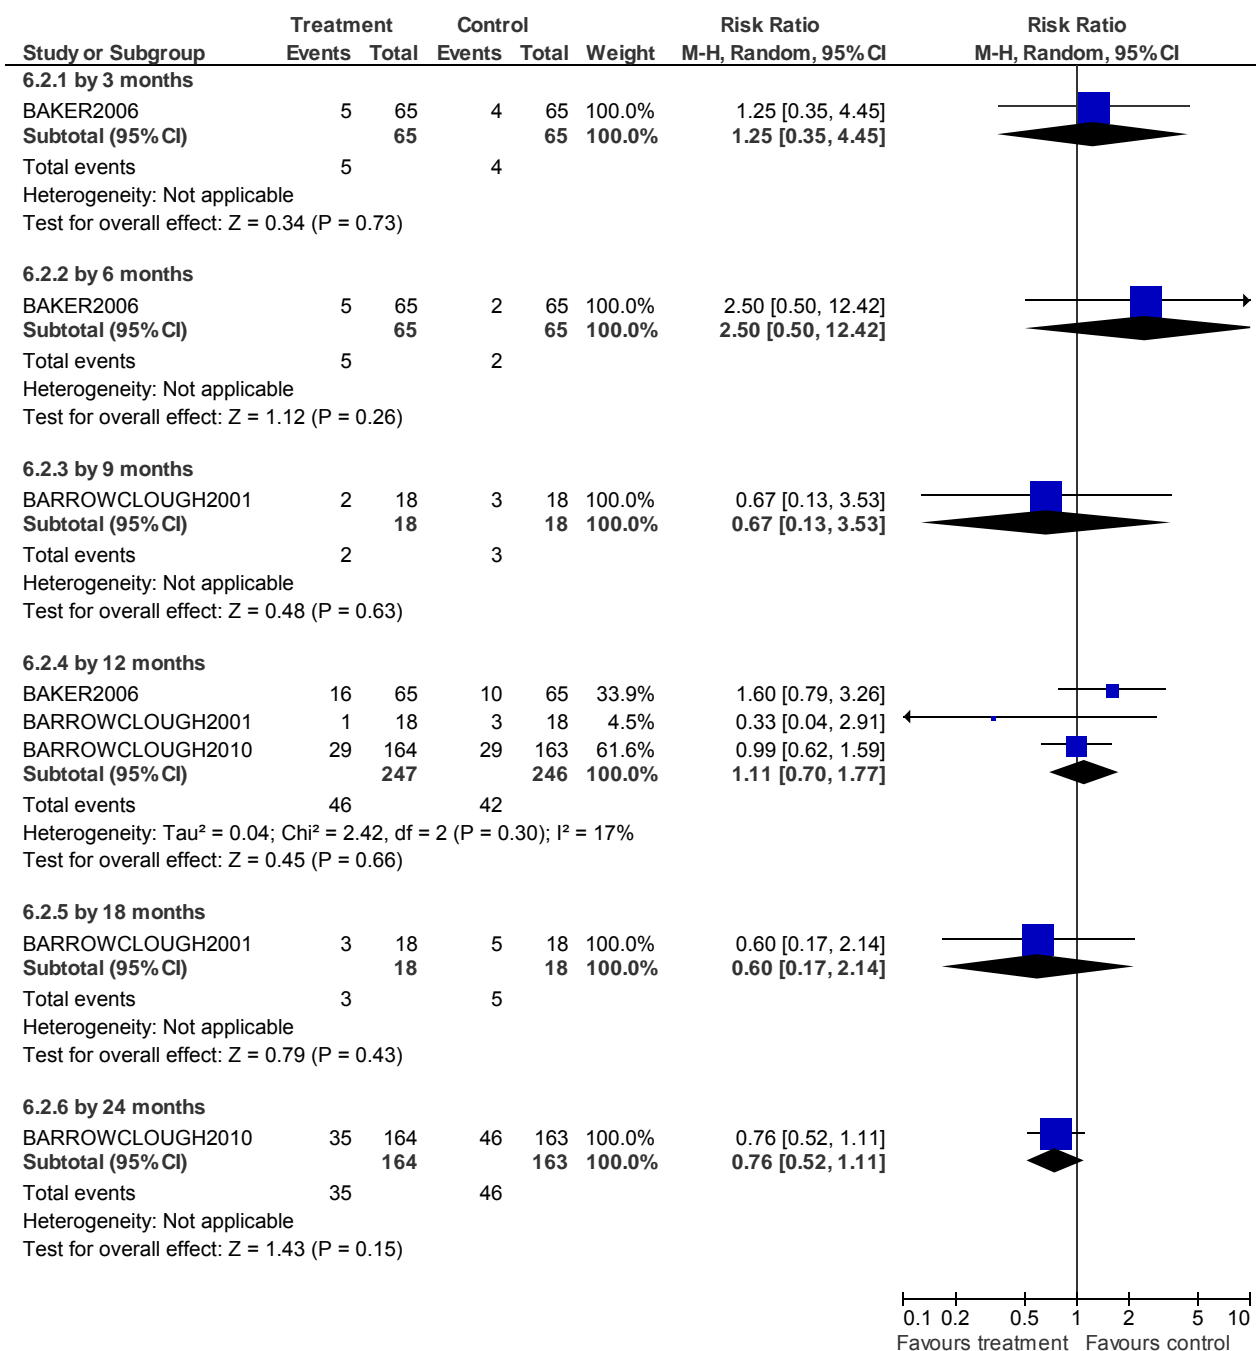 Treatment Control Risk Ratio Risk Ratio
Study or Subgroup Events Total Events Total Weight M-H, Random, 95% CI M-H, Random, 95% CI
6.2.1 by 3 months
BAKER2006 5 65 4 65 100.0% 1.25 [0.35, 4.45]
Subtotal (95% CI) 65 65 100.0% 1.25 [0.35, 4.45]
Total events 5 4
Heterogeneity: Not applicable
Test for overall effect: Z = 0.34 (P = 0.73)
6.2.2 by 6 months
BAKER2006 5 65 2 65 100.0% 2.50 [0.50, 12.42]
Subtotal (95% CI) 65 65 100.0% 2.50 [0.50, 12.42]
Total events 5 2
Heterogeneity: Not applicable
Test for overall effect: Z = 1.12 (P = 0.26)
6.2.3 by 9 months
BARROWCLOUGH2001 2 18 3 18 100.0% 0.67 [0.13, 3.53]
Subtotal (95% CI) 18 18 100.0% 0.67 [0.13, 3.53]
Total events 2 3
Heterogeneity: Not applicable
Test for overall effect: Z = 0.48 (P = 0.63)
6.2.4 by 12 months
BAKER2006 16 65 10 65 33.9% 1.60 [0.79, 3.26]
BARROWCLOUGH2001 1 18 3 18 4.5% 0.33 [0.04, 2.91]
BARROWCLOUGH2010 29 164 29 163 61.6% 0.99 [0.62, 1.59]
Subtotal (95% CI) 247 246 100.0% 1.11 [0.70, 1.77]
Total events 46 42
Heterogeneity: Tau² = 0.04; Chi² = 2.42, df = 2 (P = 0.30); I² = 17%
Test for overall effect: Z = 0.45 (P = 0.66)
6.2.5 by 18 months
BARROWCLOUGH2001 3 18 5 18 100.0% 0.60 [0.17, 2.14]
Subtotal (95% CI) 18 18 100.0% 0.60 [0.17, 2.14]
Total events 3 5
Heterogeneity: Not applicable
Test for overall effect: Z = 0.79 (P = 0.43)
6.2.6 by 24 months
BARROWCLOUGH2010 35 164 46 163 100.0% 0.76 [0.52, 1.11]
Subtotal (95% CI) 164 163 100.0% 0.76 [0.52, 1.11]
Total events 35 46
Heterogeneity: Not applicable
Test for overall effect: Z = 1.43 (P = 0.15)
0.1 0.2 0.5 1 2 5 10
Favours treatment Favours control